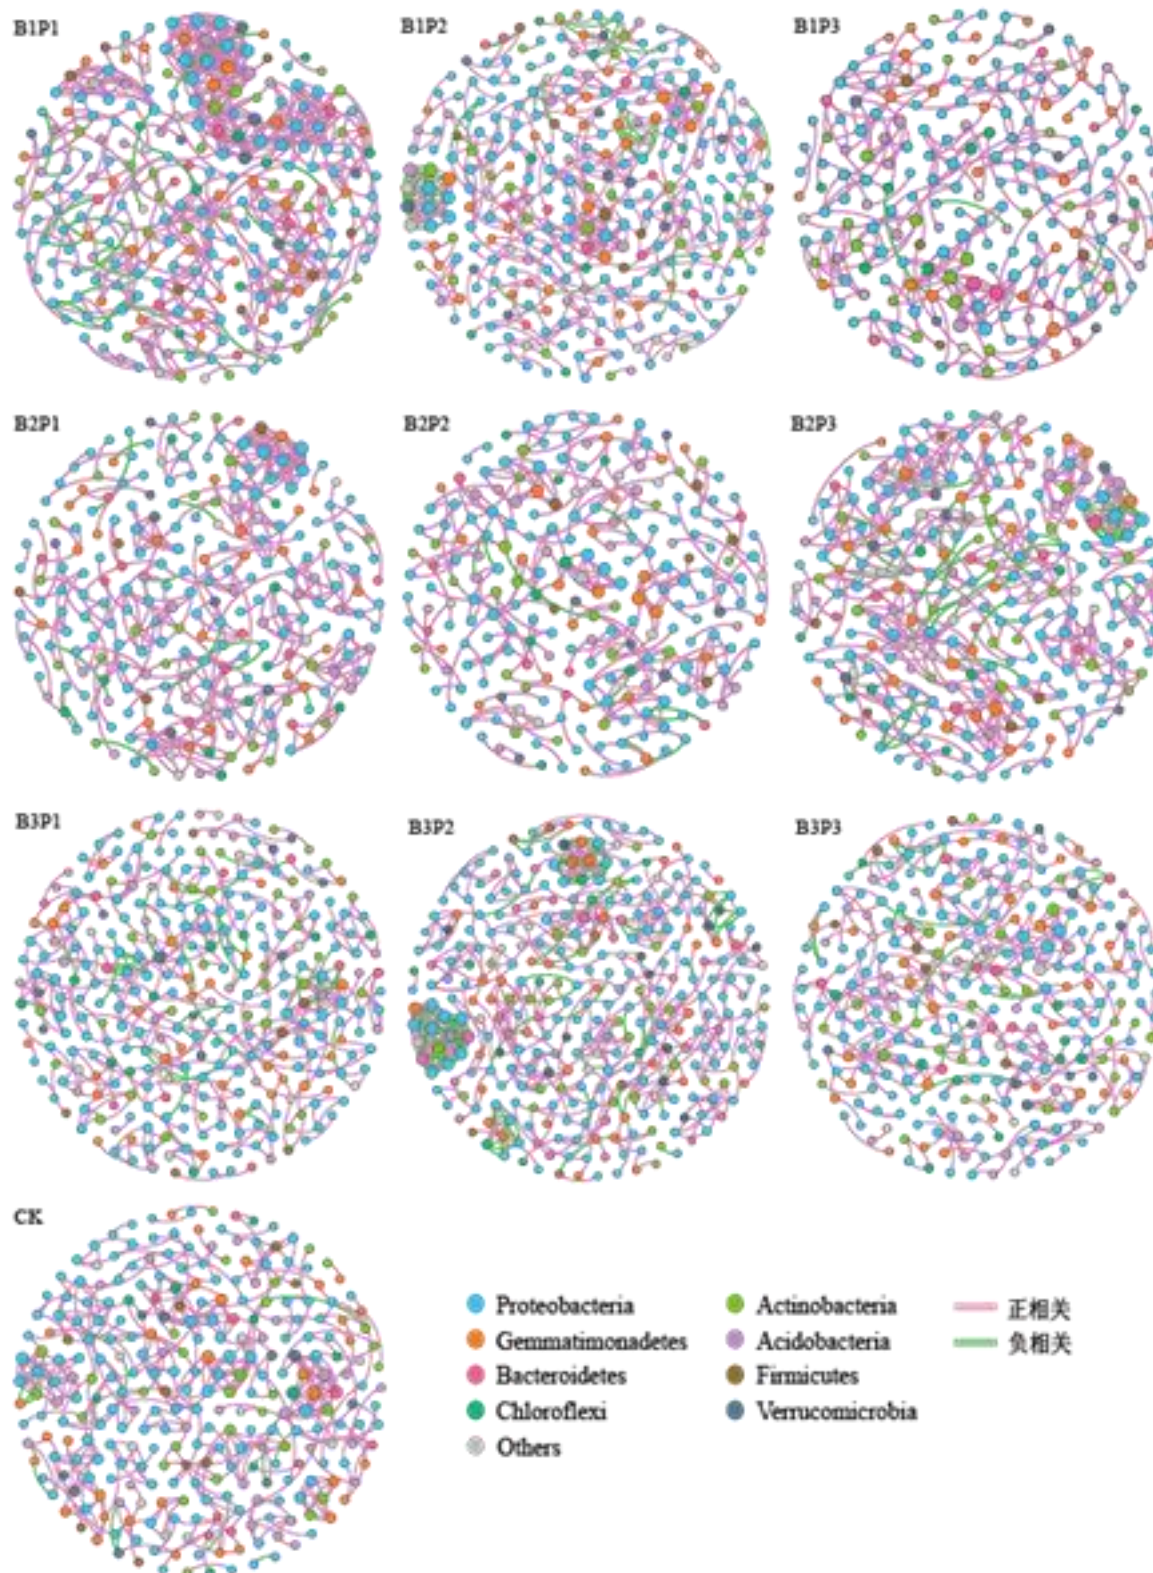 B1P1
B1P2
B1P3
B2P1
B2P2
B2P3
B3P1
B3P2
B3P3
CK
Proteobacteria
Actinobacteria
正相关
Gemmatimonadetes
Acidobacteria
负相关
Bacteroidetes
Firmicutes
Chloroflexi
Verrucomicrobia
Others